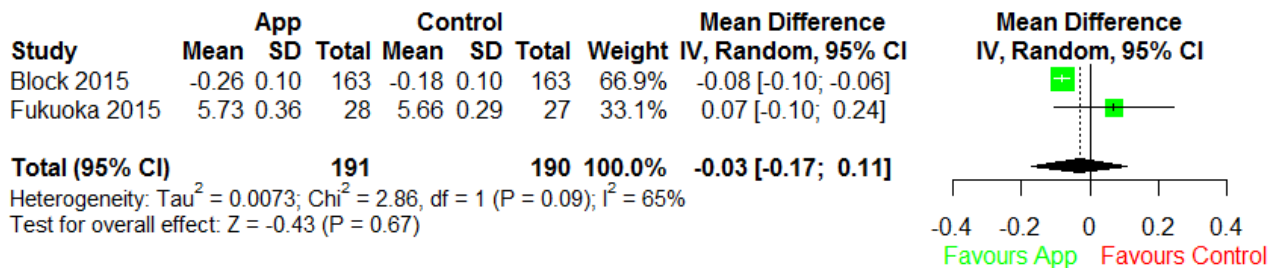 App Control Mean Difference Mean Difference
Study Mean SD Total Mean SD Total Weight IV, Random, 95% CI IV, Random, 95% CI
Block 2015 -0.26 0.10 163 -0.18 0.10 163 66.9% -0.08 [-0.10; -0.06]
Fukuoka 2015 5.73 0.36 28 5.66 0.29 27 33.1% 0.07 [-0.10; 0.24]
Total (95% CI) 191 190 100.0% -0.03 [-0.17; 0.11]
Heterogeneity: Tau² = 0.0073; Chi² = 2.86, df = 1 (P = 0.09); I² = 65%
Test for overall effect: Z = -0.43 (P = 0.67)
-0.4 -0.2 0 0.2 0.4
Favours App Favours Control